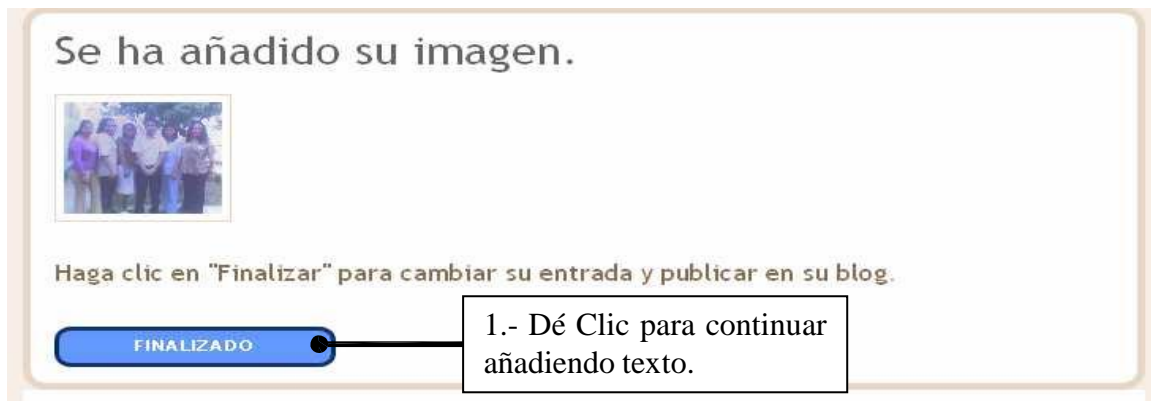 Se ha añadido su imagen.
Haga clic en "Finalizar" para cambiar su entrada y publicar en su blog.
FINALIZADO
1.- Dé Clic para continuar
añadiendo texto.